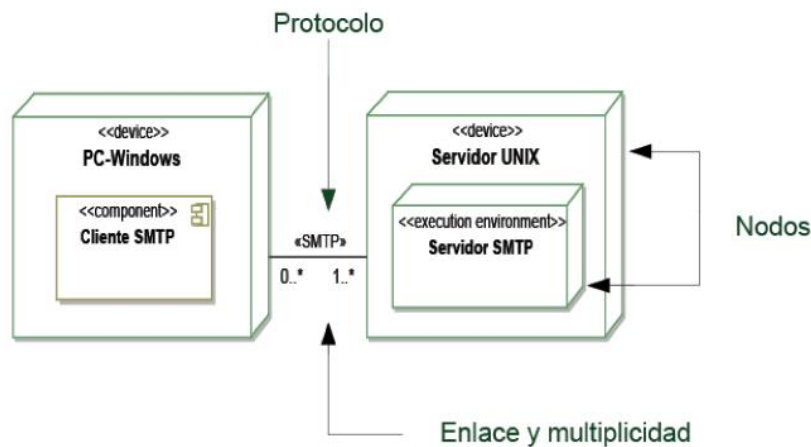 Protocolo
<<device>>
PC-Windows
<<component>>
Cliente SMTP
«SMTP»
0..* 1..*
<<device>>
Servidor UNIX
<<execution environment>>
Servidor SMTP
Nodos
Enlace y multiplicidad